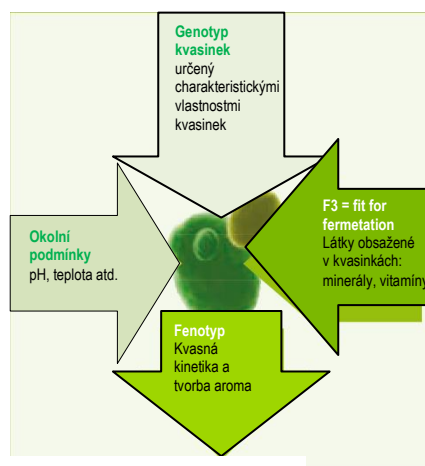 Genotyp
kvasinek
určený
charakteristickými
vlastnostmi
kvasinek
Okolní
podmínky
pH, teplota atd.
F3 = fit for
fermetation
Látky obsažené
v kvasinkách:
minerály, vitamíny
Fenotyp
Kvasná
kinetika a
tvorba aroma